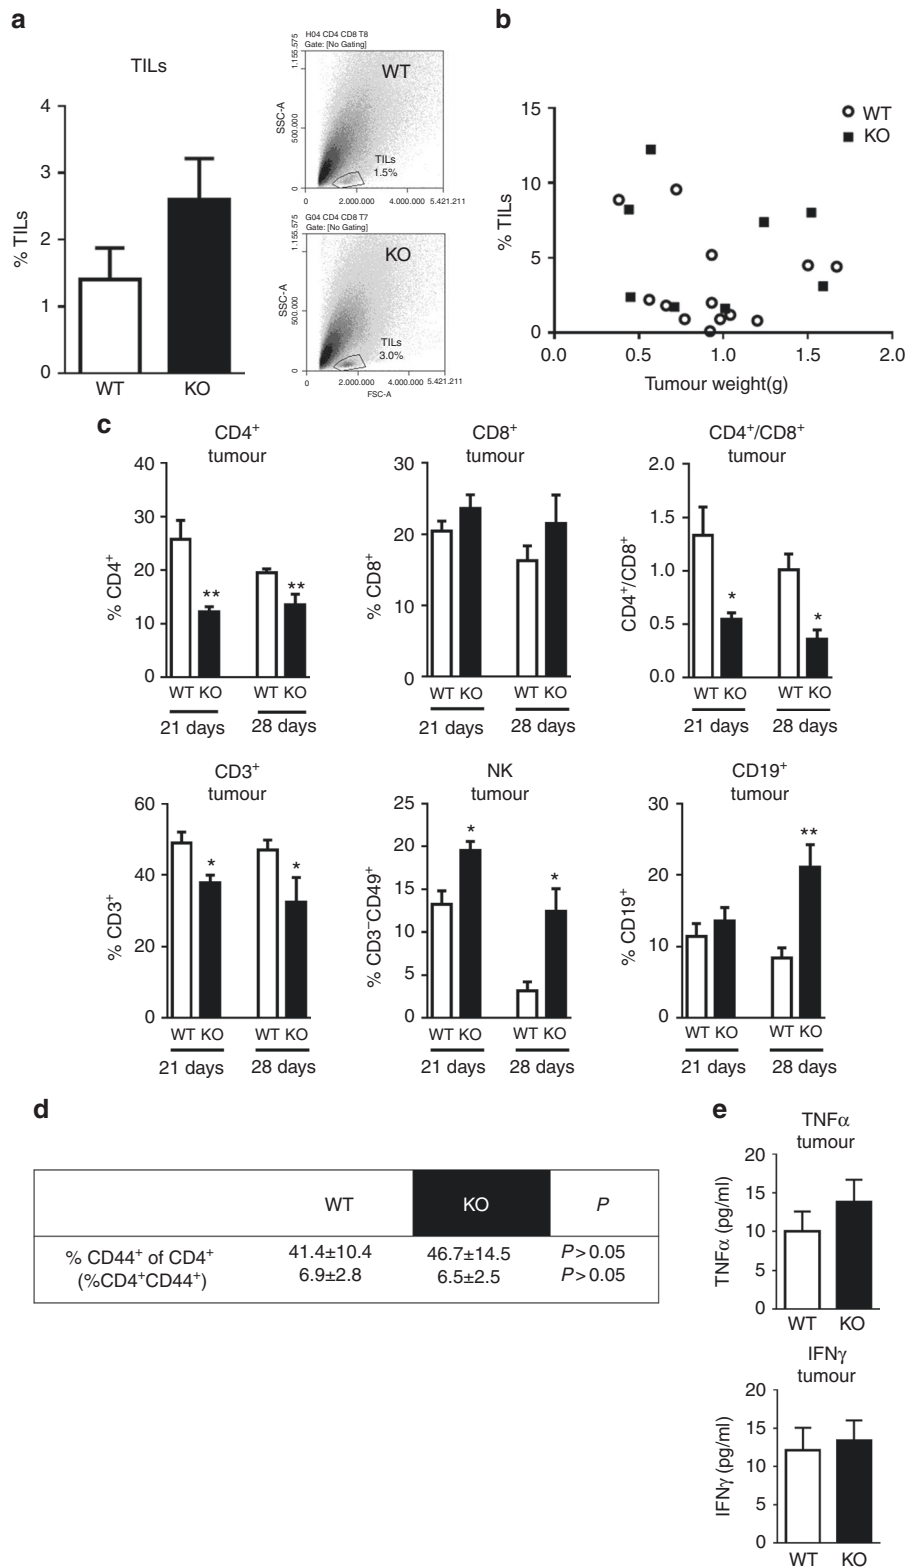 a
TILs
% TILs
4
3
2
1
0
WT
KO
H04 CD4 CD8 T8
Gate: [No Gating]
1.155.575
500.000
0
SSC-A
WT
TILs
1.5%
0
2.000.000
4.000.000
5.421.211
G04 CD4 CD8 T7
Gate: [No Gating]
1.155.575
500.000
0
SSC-A
KO
TILs
3.0%
0
2.000.000
4.000.000
5.421.211
FSC-A
b
% TILs
15
10
5
0
0.0
0.5
1.0
1.5
2.0
Tumour weight(g)
WT
KO
c
CD4⁺
tumour
% CD4⁺
40
30
20
10
0
**
**
WT KO
WT KO
21 days
28 days
CD8⁺
tumour
% CD8⁺
30
20
10
0
WT KO
WT KO
21 days
28 days
CD4⁺/CD8⁺
tumour
CD4⁺/CD8⁺
2.0
1.5
1.0
0.5
0.0
*
*
WT KO
WT KO
21 days
28 days
CD3⁺
tumour
% CD3⁺
60
40
20
0
*
*
WT KO
WT KO
21 days
28 days
NK
tumour
% CD3⁻CD49⁺
25
20
15
10
5
0
*
*
WT KO
WT KO
21 days
28 days
CD19⁺
tumour
% CD19⁺
30
20
10
0
**
WT KO
WT KO
21 days
28 days
d
WT KO P
% CD44⁺ of CD4⁺ 41.4±10.4 46.7±14.5 P>0.05
(%CD4⁺CD44⁺) 6.9±2.8 6.5±2.5 P>0.05
e
TNFα
tumour
TNFα (pg/ml)
20
15
10
5
0
WT
KO
IFNγ
tumour
IFNγ (pg/ml)
20
15
10
5
0
WT
KO